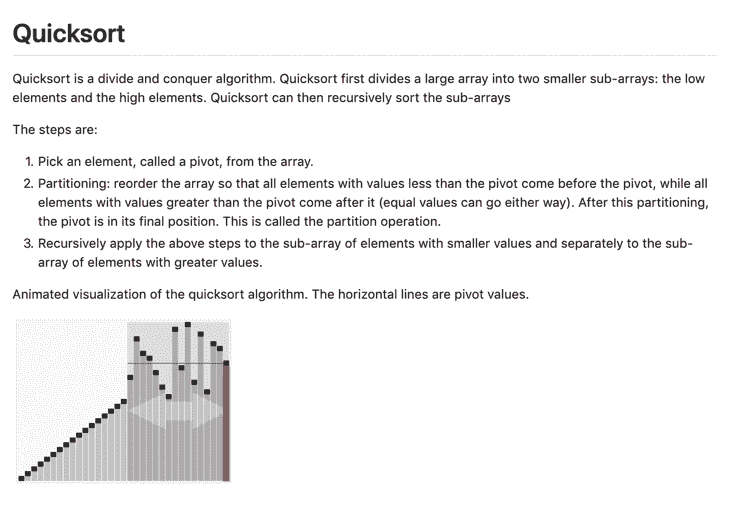 Quicksort
Quicksort is a divide and conquer algorithm. Quicksort first divides a large array into two smaller sub-arrays: the low
elements and the high elements. Quicksort can then recursively sort the sub-arrays
The steps are:
1. Pick an element, called a pivot, from the array.
2. Partitioning: reorder the array so that all elements with values less than the pivot come before the pivot, while all
elements with values greater than the pivot come after it (equal values can go either way). After this partitioning,
the pivot is in its final position. This is called the partition operation.
3. Recursively apply the above steps to the sub-array of elements with smaller values and separately to the sub-
array of elements with greater values.
Animated visualization of the quicksort algorithm. The horizontal lines are pivot values.